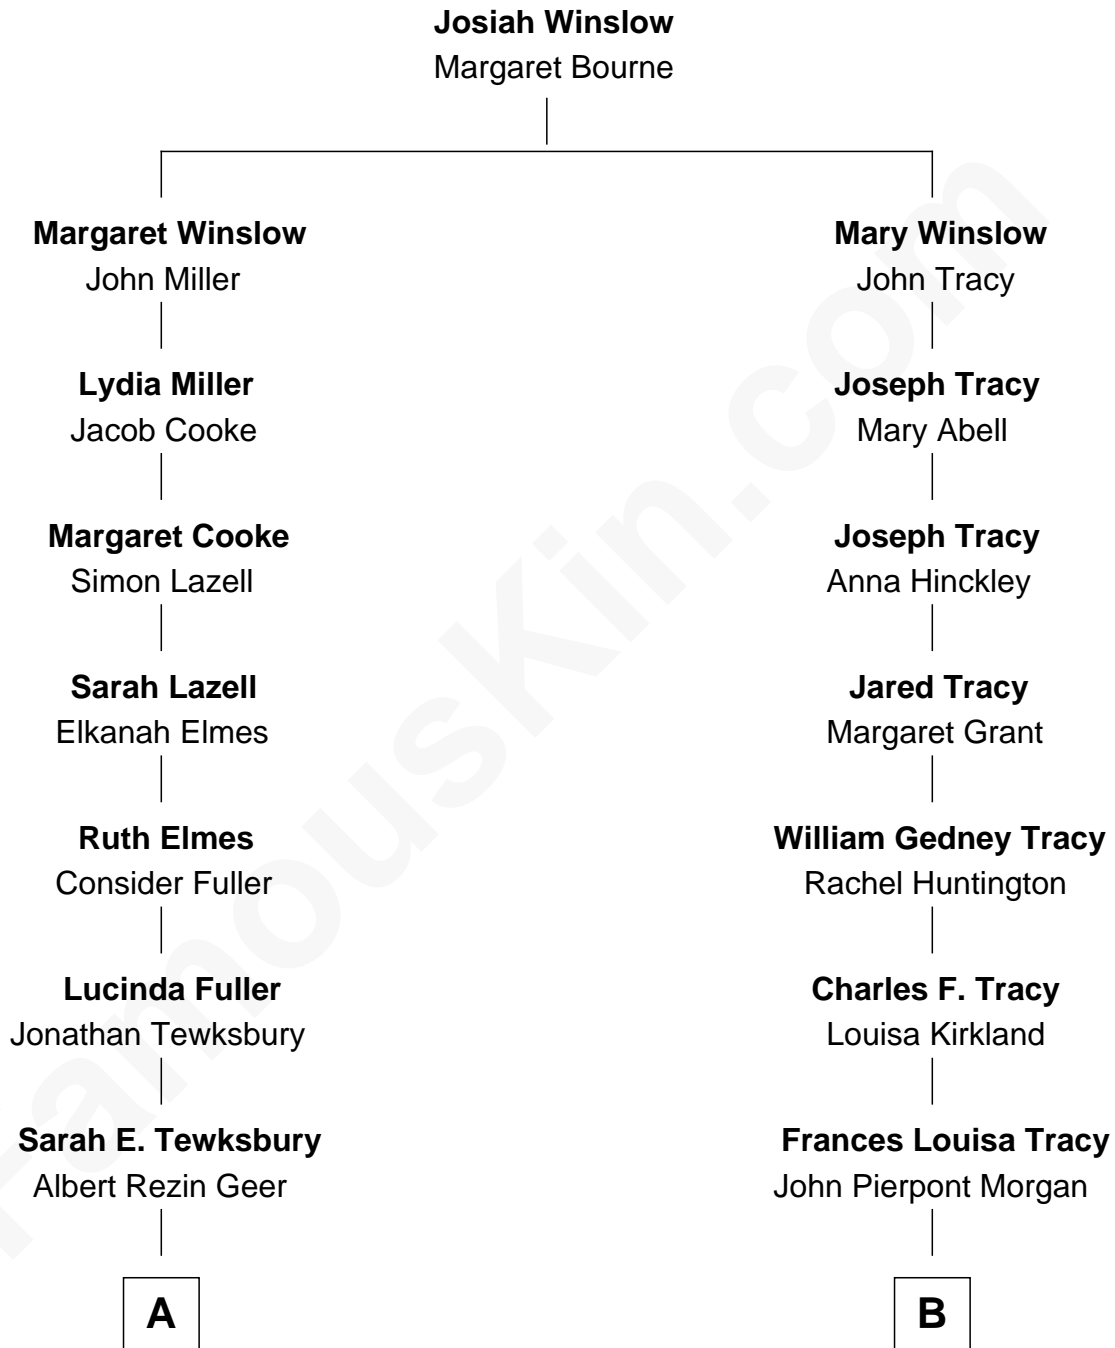 Josiah Winslow
Margaret Bourne
Margaret Winslow
John Miller
Mary Winslow
John Tracy
Lydia Miller
Jacob Cooke
Joseph Tracy
Mary Abell
Margaret Cooke
Simon Lazell
Joseph Tracy
Anna Hinckley
Sarah Lazell
Elkanah Elmes
Jared Tracy
Margaret Grant
Ruth Elmes
Consider Fuller
William Gedney Tracy
Rachel Huntington
Lucinda Fuller
Jonathan Tewksbury
Charles F. Tracy
Louisa Kirkland
Sarah E. Tewksbury
Albert Rezin Geer
Frances Louisa Tracy
John Pierpont Morgan
A
B
FamousKin.com